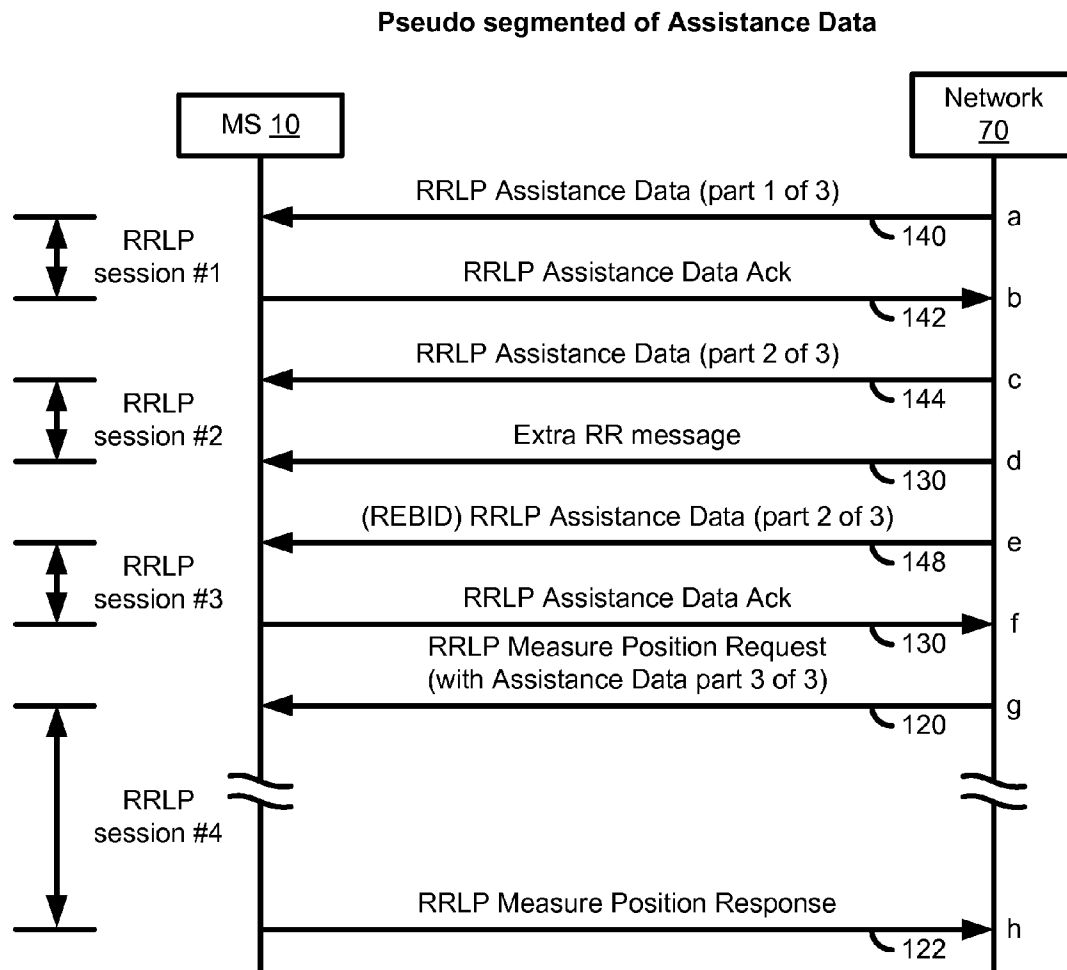 Pseudo segmented of Assistance Data
MS 10
Network
70
RRLP Assistance Data (part 1 of 3)
a
140
RRLP
session #1
RRLP Assistance Data Ack
b
142
RRLP Assistance Data (part 2 of 3)
c
144
RRLP
session #2
Extra RR message
d
130
(REBID) RRLP Assistance Data (part 2 of 3)
e
148
RRLP
session #3
RRLP Assistance Data Ack
f
130
RRLP Measure Position Request
(with Assistance Data part 3 of 3)
g
120
RRLP
session #4
RRLP Measure Position Response
h
122